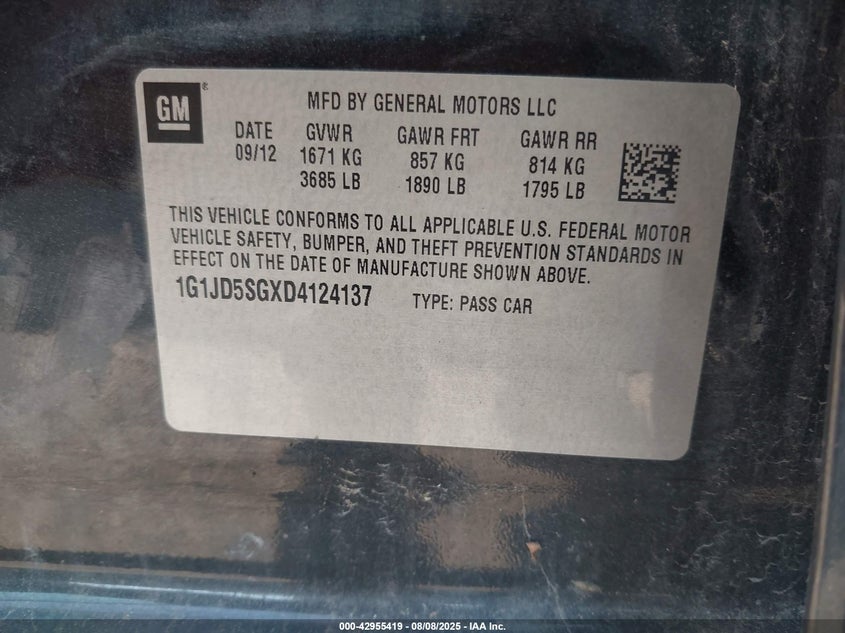 GM®
MFD BY GENERAL MOTORS LLC
DATE GVWR GAWR FRT GAWR RR
09/12 1671 KG 857 KG 814 KG
3685 LB 1890 LB 1795 LB
THIS VEHICLE CONFORMS TO ALL APPLICABLE U.S. FEDERAL MOTOR
VEHICLE SAFETY, BUMPER, AND THEFT PREVENTION STANDARDS IN
EFFECT ON THE DATE OF MANUFACTURE SHOWN ABOVE.
1G1JD5SGXD4124137 TYPE: PASS CAR
000-42955419 - 08/08/2025 - IAA Inc.